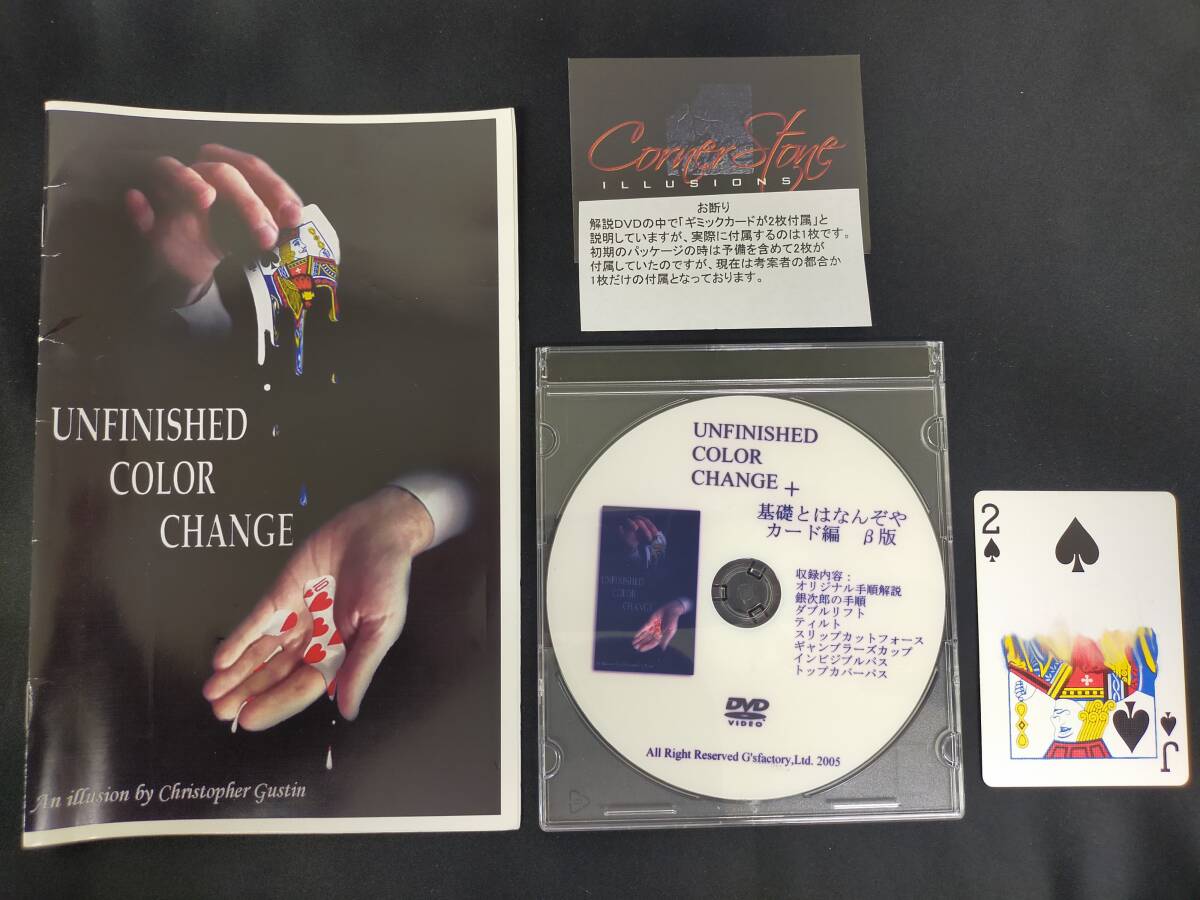 UNFINISHED
COLOR
CHANGE
An illusion by Christopher Gustin
10
CornerStone
ILLUSIONS
お断り
解説DVDの中で「ギミックカードが2枚付属」と
説明していますが、実際に付属するのは1枚です。
初期のパッケージの時は予備を含めて2枚が
付属していたのですが、現在は考案者の都合か
1枚だけの付属となっております。
UNFINISHED
COLOR
CHANGE +
基礎とはなんぞや
カード編 β版
UNFINISHED
COLOR
CHANGE
収録内容：
オリジナル手順解説
銀次郎の手順
ダブルリフト
ティルト
スリップカットフォース
ギャンブラーズカップ
インビジブルパス
トップカバーパス
DVD
VIDEO
All Right Reserved G'sfactory,Ltd. 2005
2
J